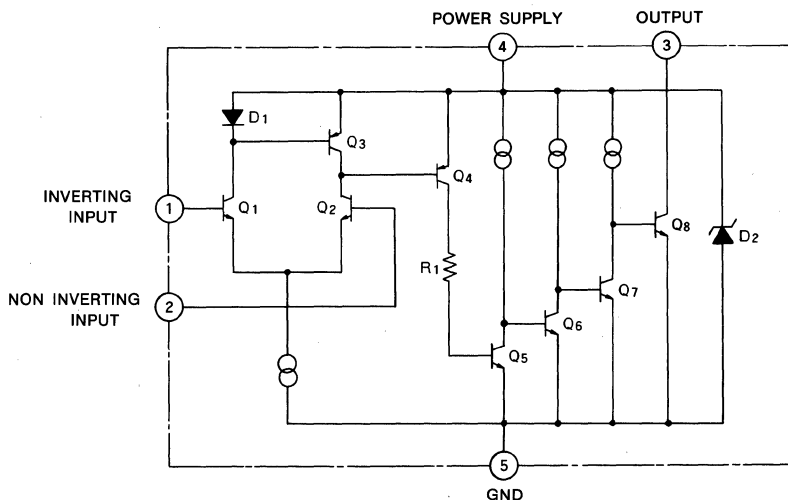 POWER SUPPLY
OUTPUT
4
3
D1
Q3
Q4
INVERTING
INPUT
1
Q1
Q2
Q8
D2
R1
NON INVERTING
INPUT
2
Q7
Q6
Q5
5
GND